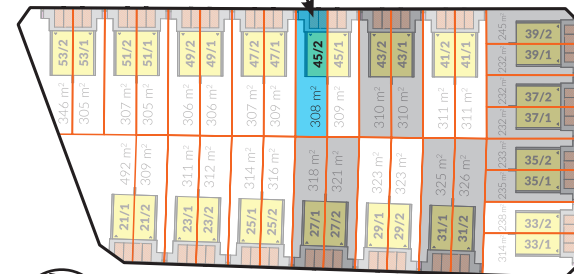 53/2 53/1 51/2 51/1 49/2 49/1 47/2 47/1 45/2 45/1 43/2 43/1 41/2 41/1
346 m² 305 m² 307 m² 305 m² 306 m² 306 m² 307 m² 309 m² 308 m² 309 m² 310 m² 310 m² 311 m² 311 m²
492 m² 309 m² 311 m² 312 m² 314 m² 316 m² 318 m² 321 m² 323 m² 323 m² 325 m² 326 m²
21/1 21/2 23/1 23/2 25/1 25/2 27/1 27/2 29/1 29/2 31/1 31/2
245 m² 39/2
232 m² 39/1
232 m² 37/2
232 m² 37/1
233 m² 35/2
235 m² 35/1
238 m² 33/2
314 m² 33/1